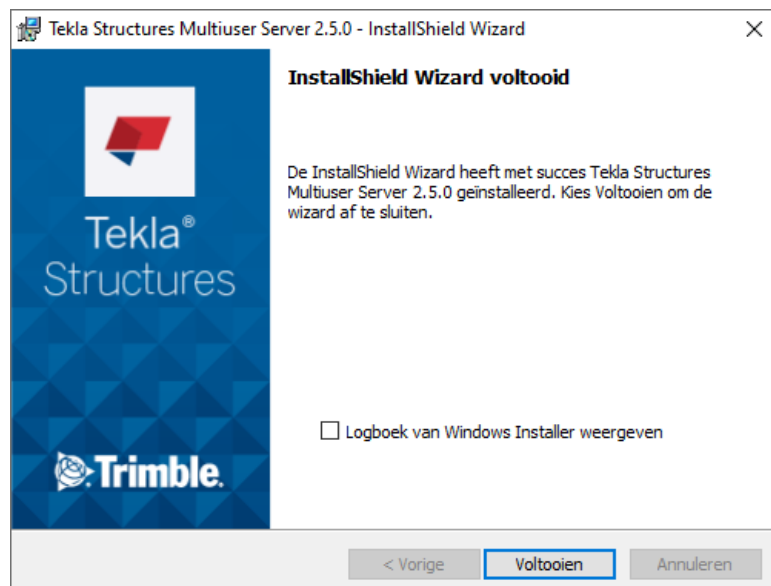 Tekla Structures Multiuser Server 2.5.0 - InstallShield Wizard
InstallShield Wizard voltooid
De InstallShield Wizard heeft met succes Tekla Structures
Multiuser Server 2.5.0 geïnstalleerd. Kies Voltooien om de
wizard af te sluiten.
Tekla®
Structures
Logboek van Windows Installer weergeven
Trimble.
< Vorige
Voltooien
Annuleren